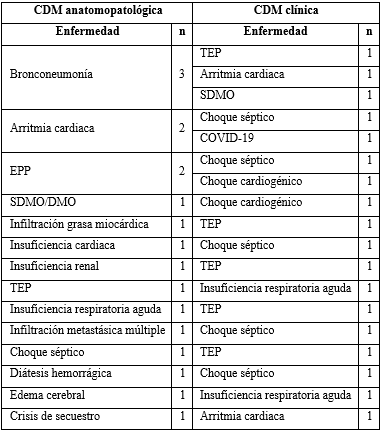 CDM anatomopatológica CDM clínica
Enfermedad n Enfermedad n
Bronconeumonía 3 TEP 1
Arritmia cardiaca 1
SDMO 1
Arritmia cardiaca 2 Choque séptico 1
COVID-19 1
EPP 2 Choque séptico 1
Choque cardiogénico 1
SDMO/DMO 1 Choque cardiogénico 1
Infiltración grasa miocárdica 1 TEP 1
Insuficiencia cardiaca 1 Choque séptico 1
Insuficiencia renal 1 TEP 1
TEP 1 Insuficiencia respiratoria aguda 1
Insuficiencia respiratoria aguda 1 TEP 1
Infiltración metastásica múltiple 1 Choque séptico 1
Choque séptico 1 TEP 1
Diátesis hemorrágica 1 Choque séptico 1
Edema cerebral 1 Insuficiencia respiratoria aguda 1
Crisis de secuestro 1 Arritmia cardiaca 1